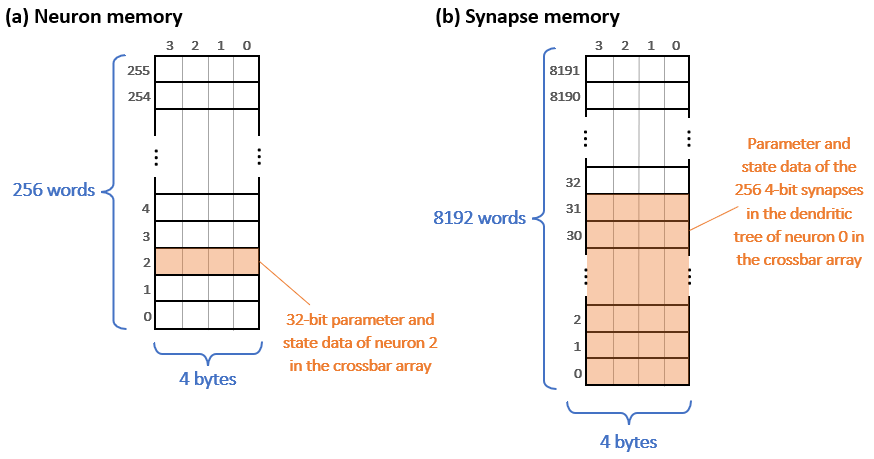 (a) Neuron memory
3 2 1 0
255
254
256 words
4
3
2
1
0
32-bit parameter and
state data of neuron 2
in the crossbar array
4 bytes
(b) Synapse memory
3 2 1 0
8191
8190
Parameter and
state data of the
256 4-bit synapses
in the dendritic
tree of neuron 0 in
the crossbar array
32
31
30
8192 words
2
1
0
4 bytes